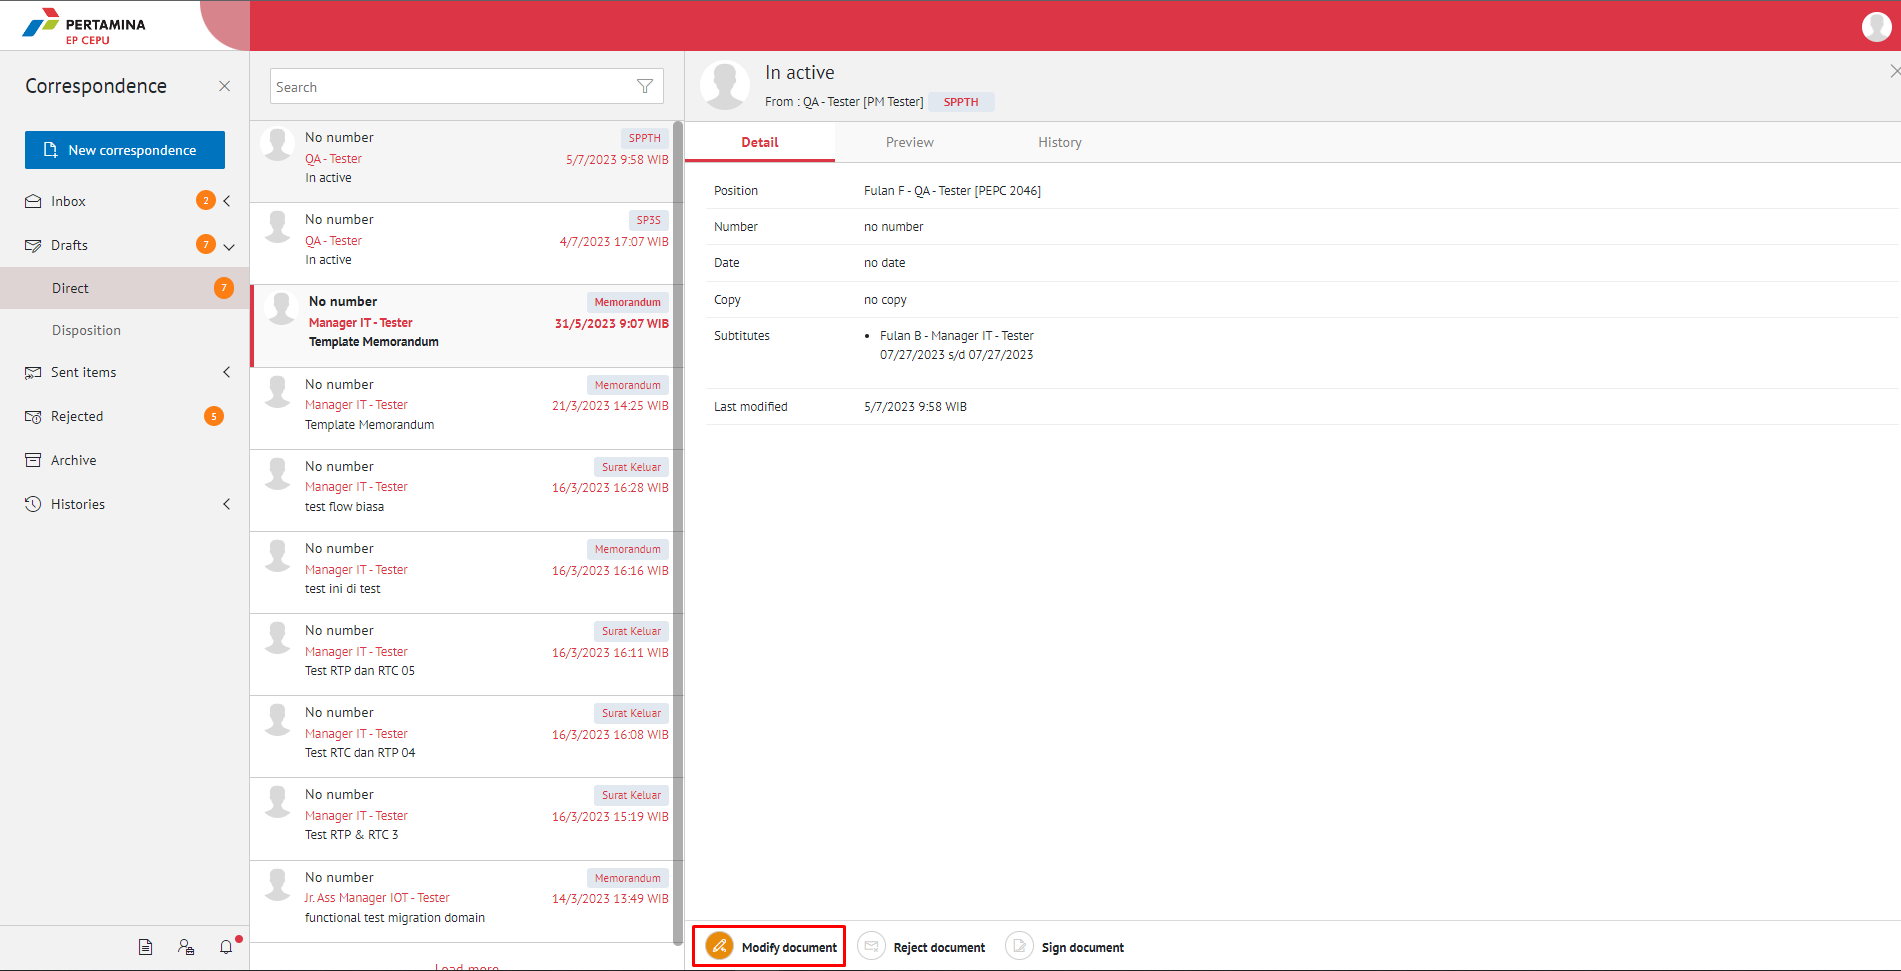 PERTAMINA
EP CEPU
Correspondence
New correspondence
Inbox 2
Drafts 7
Direct 7
Disposition
Sent items
Rejected 5
Archive
Histories
Search
No number SPPTH
QA - Tester 5/7/2023 9:58 WIB
In active
No number SP3S
QA - Tester 4/7/2023 17:07 WIB
In active
No number Memorandum
Manager IT - Tester 31/5/2023 9:07 WIB
Template Memorandum
No number Memorandum
Manager IT - Tester 21/3/2023 14:25 WIB
Template Memorandum
No number Surat Keluar
Manager IT - Tester 16/3/2023 16:28 WIB
test flow biasa
No number Memorandum
Manager IT - Tester 16/3/2023 16:16 WIB
test ini di test
No number Surat Keluar
Manager IT - Tester 16/3/2023 16:11 WIB
Test RTP dan RTC 05
No number Surat Keluar
Manager IT - Tester 16/3/2023 16:08 WIB
Test RTC dan RTP 04
No number Surat Keluar
Manager IT - Tester 16/3/2023 15:19 WIB
Test RTP & RTC 3
No number Memorandum
Jr. Ass Manager IOT - Tester 14/3/2023 13:49 WIB
functional test migration domain
Load more
In active
From : QA - Tester [PM Tester] SPPTH
Detail Preview History
Position Fulan F - QA - Tester [PEPC 2046]
Number no number
Date no date
Copy no copy
Subtitutes • Fulan B - Manager IT - Tester
07/27/2023 s/d 07/27/2023
Last modified 5/7/2023 9:58 WIB
Modify document Reject document Sign document